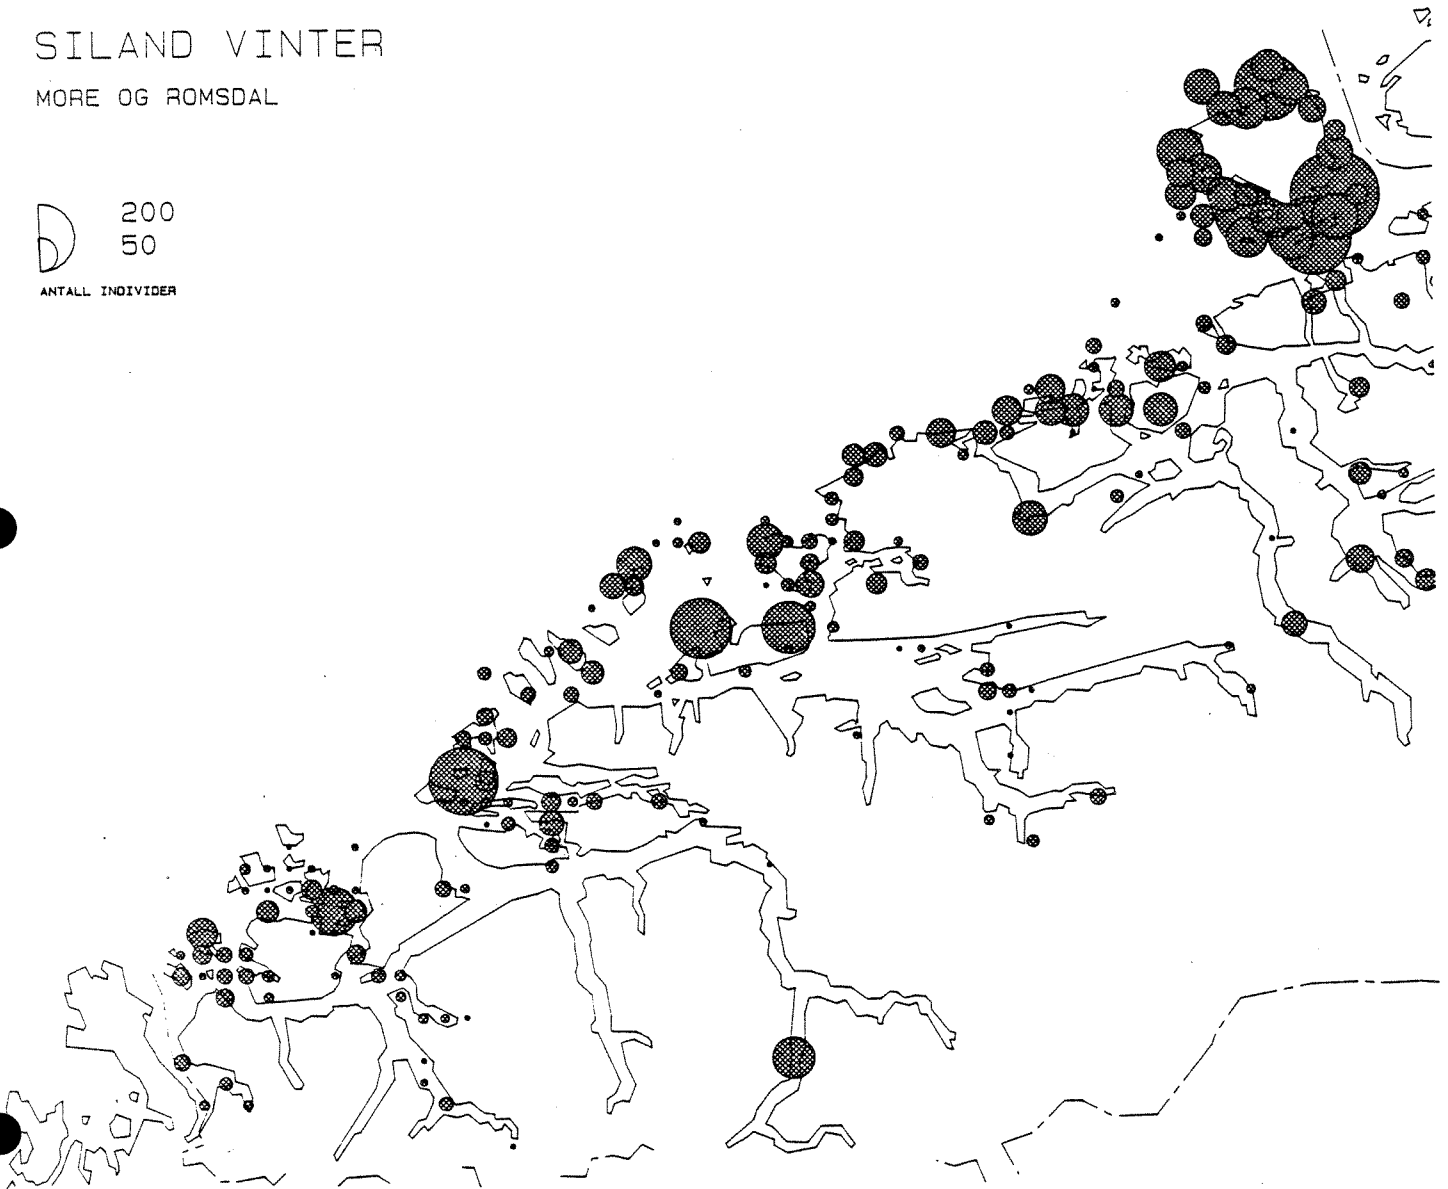 SILAND VINTER
MORE OG ROMSDAL
200
50
ANTALL INDIVIDER